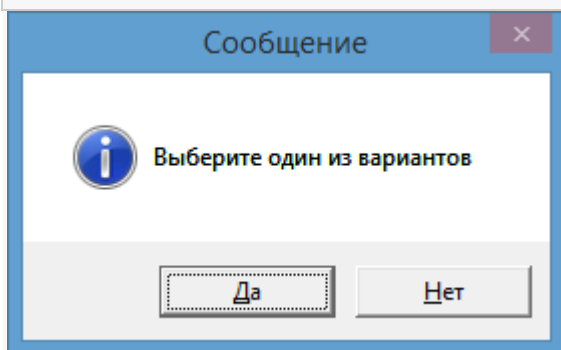 Сообщение
Выберите один из вариантов
Да
Нет